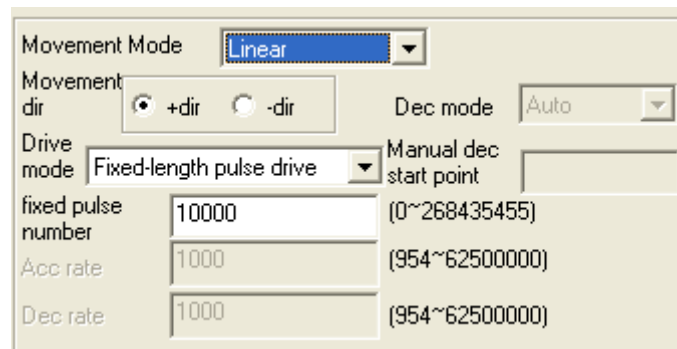 Movement Mode Linear
Movement dir +dir -dir Dec mode Auto
Drive mode Fixed-length pulse drive Manual dec start point
fixed pulse number 10000 (0~268435455)
Acc rate 1000 (954~62500000)
Dec rate 1000 (954~62500000)